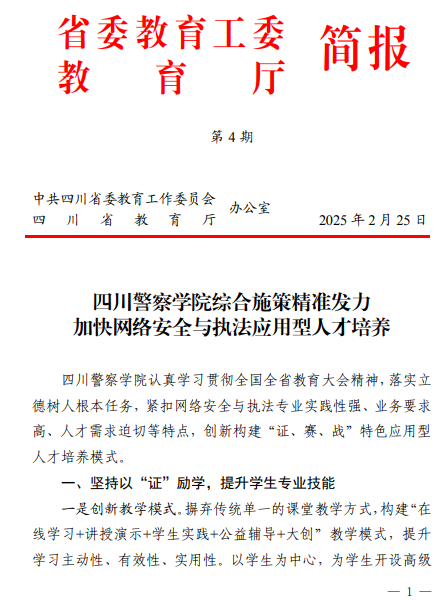 省委教育工委
教育厅
简报
第 4 期
中共四川省委教育工作委员会
四川省教育厅
办公室
2025 年 2 月 25 日
四川警察学院综合施策精准发力
加快网络安全与执法应用型人才培养
四川警察学院认真学习贯彻全国全省教育大会精神，落实立
德树人根本任务，紧扣网络安全与执法专业实践性强、业务要求
高、人才需求迫切等特点，创新构建“证、赛、战”特色应用型
人才培养模式。
一、坚持以“证”励学，提升学生专业技能
一是创新教学模式。摒弃传统单一的课堂教学方式，构建“在
线学习+讲授演示+学生实践+公益辅导+大创”教学模式，提升
学习主动性、有效性、实用性。以学生为中心，为学生开设高级
— 1 —